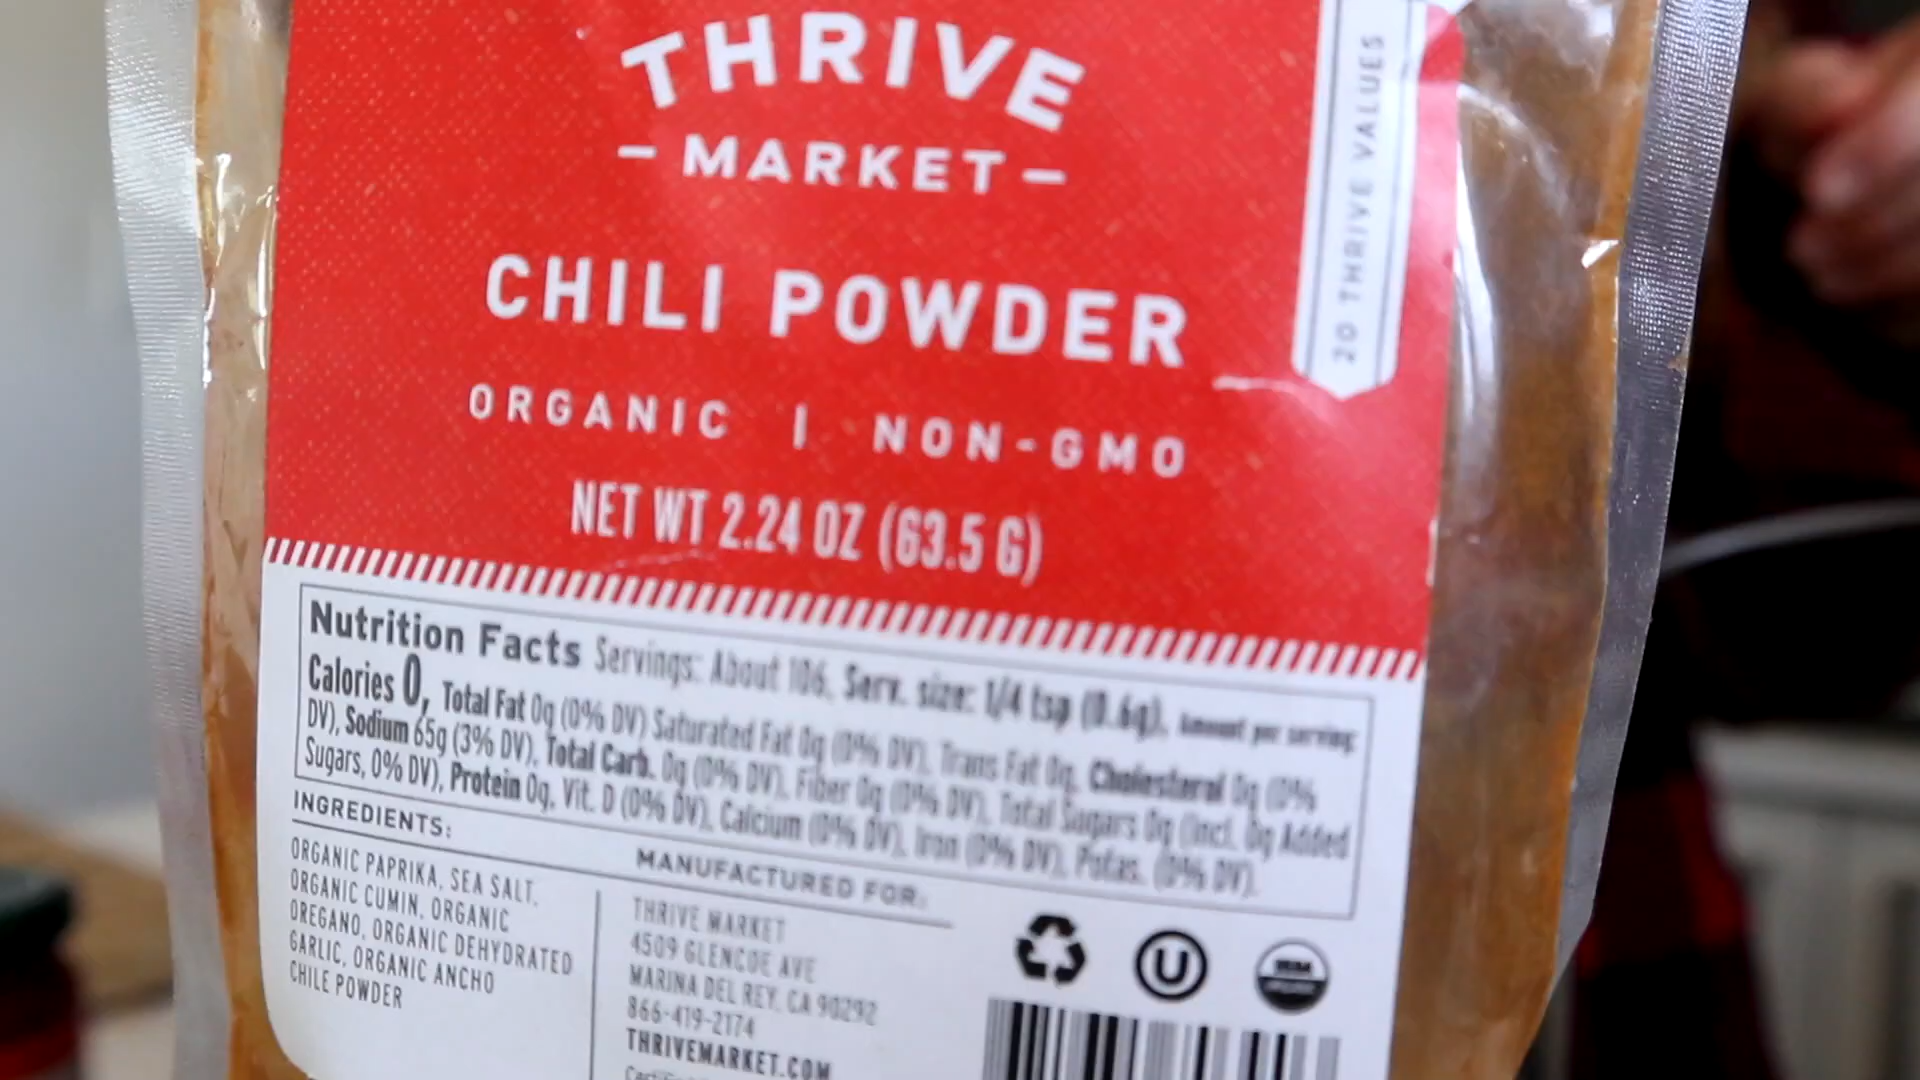 THRIVE
— MARKET —
20 THRIVE VALUES
CHILI POWDER
ORGANIC | NON-GMO
NET WT 2.24 OZ (63.5 G)
Nutrition Facts Servings: About 106, Serv. size: 1/4 tsp (0.6g), Amount per serving:
Calories 0, Total Fat 0g (0% DV) Saturated Fat 0g (0% DV), Trans Fat 0g, Cholesterol 0g (0%
DV), Sodium 65g (3% DV), Total Carb. 0g (0% DV), Fiber 0g (0% DV), Total Sugars 0g (incl. 0g Added
Sugars, 0% DV), Protein 0g, Vit. D (0% DV), Calcium (0% DV), Iron (0% DV), Potas. (0% DV).
INGREDIENTS:
ORGANIC PAPRIKA, SEA SALT,
ORGANIC CUMIN, ORGANIC
OREGANO, ORGANIC DEHYDRATED
GARLIC, ORGANIC ANCHO
CHILE POWDER
MANUFACTURED FOR:
THRIVE MARKET
4509 GLENCOE AVE
MARINA DEL REY, CA 90292
866-419-2174
THRIVEMARKET.COM
U